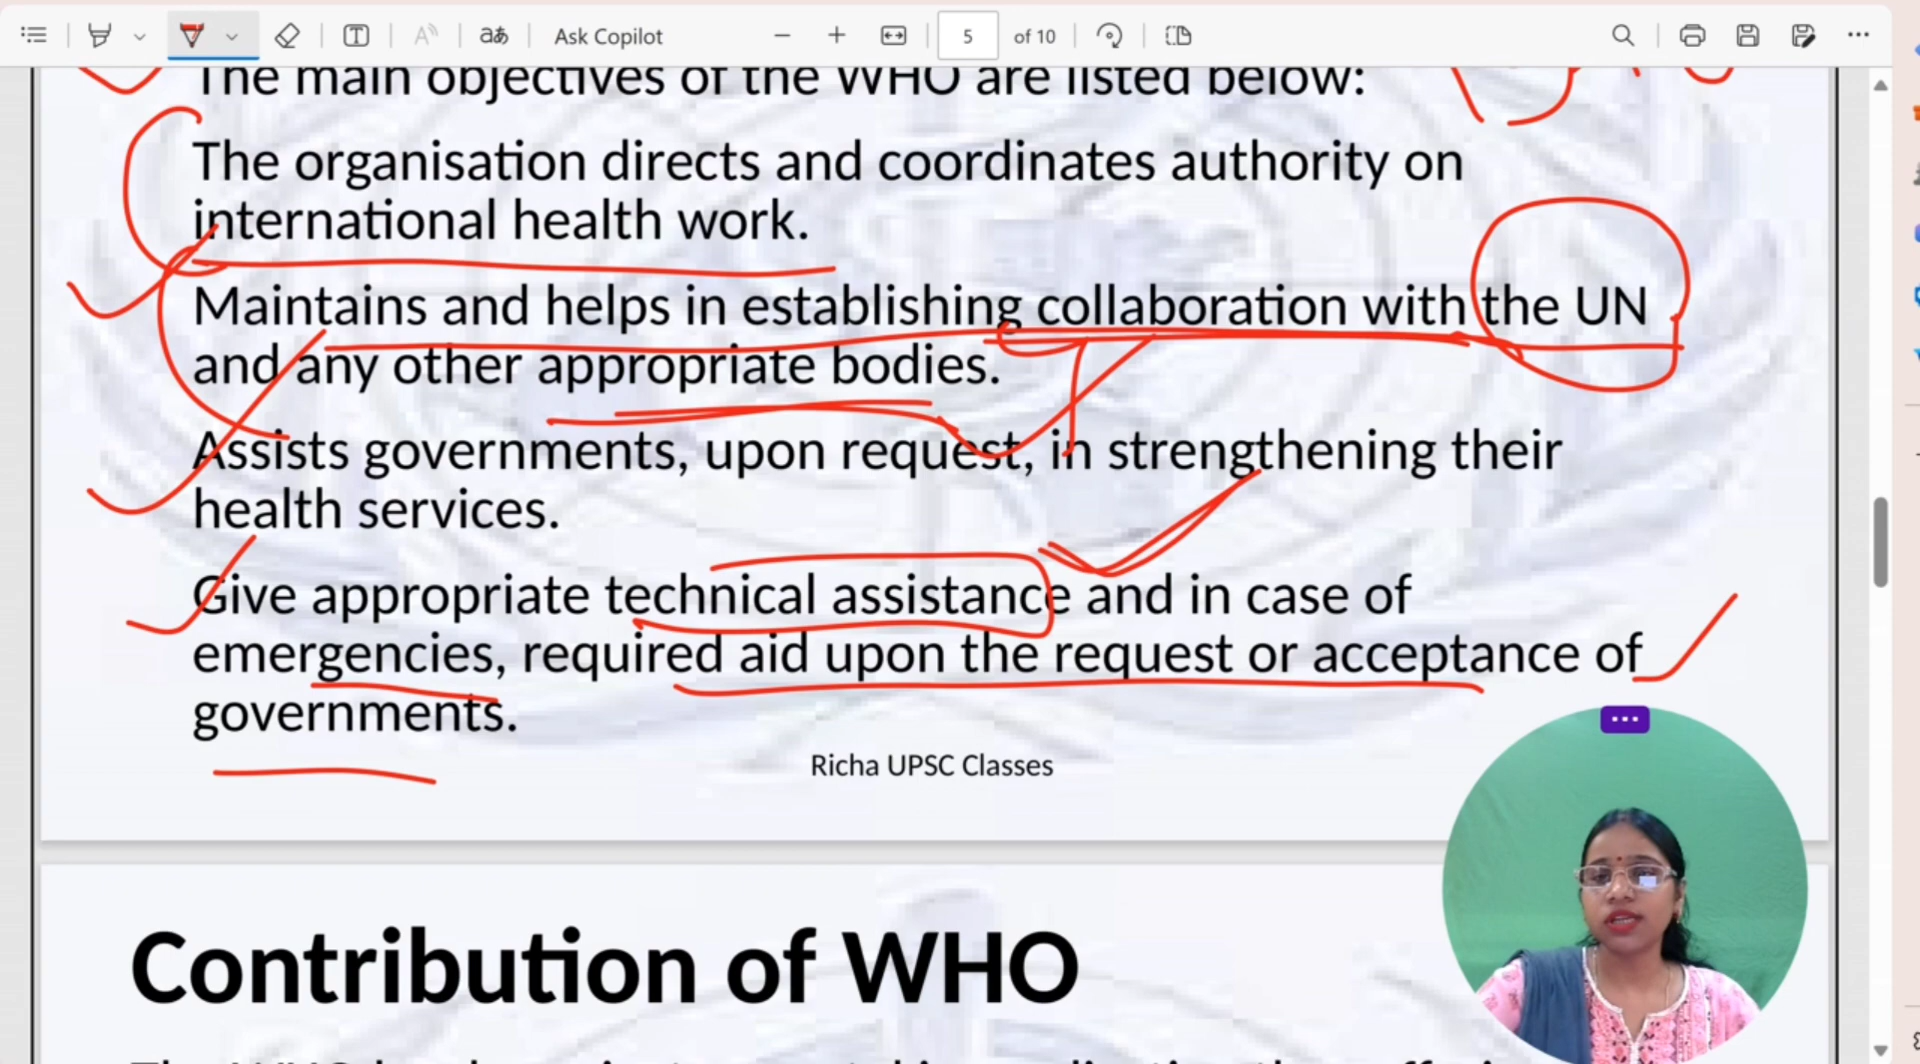 Ask Copilot
5 of 10
The main objectives of the WHO are listed below:
The organisation directs and coordinates authority on
international health work.
Maintains and helps in establishing collaboration with the UN
and any other appropriate bodies.
Assists governments, upon request, in strengthening their
health services.
Give appropriate technical assistance and in case of
emergencies, required aid upon the request or acceptance of
governments.
Richa UPSC Classes
Contribution of WHO